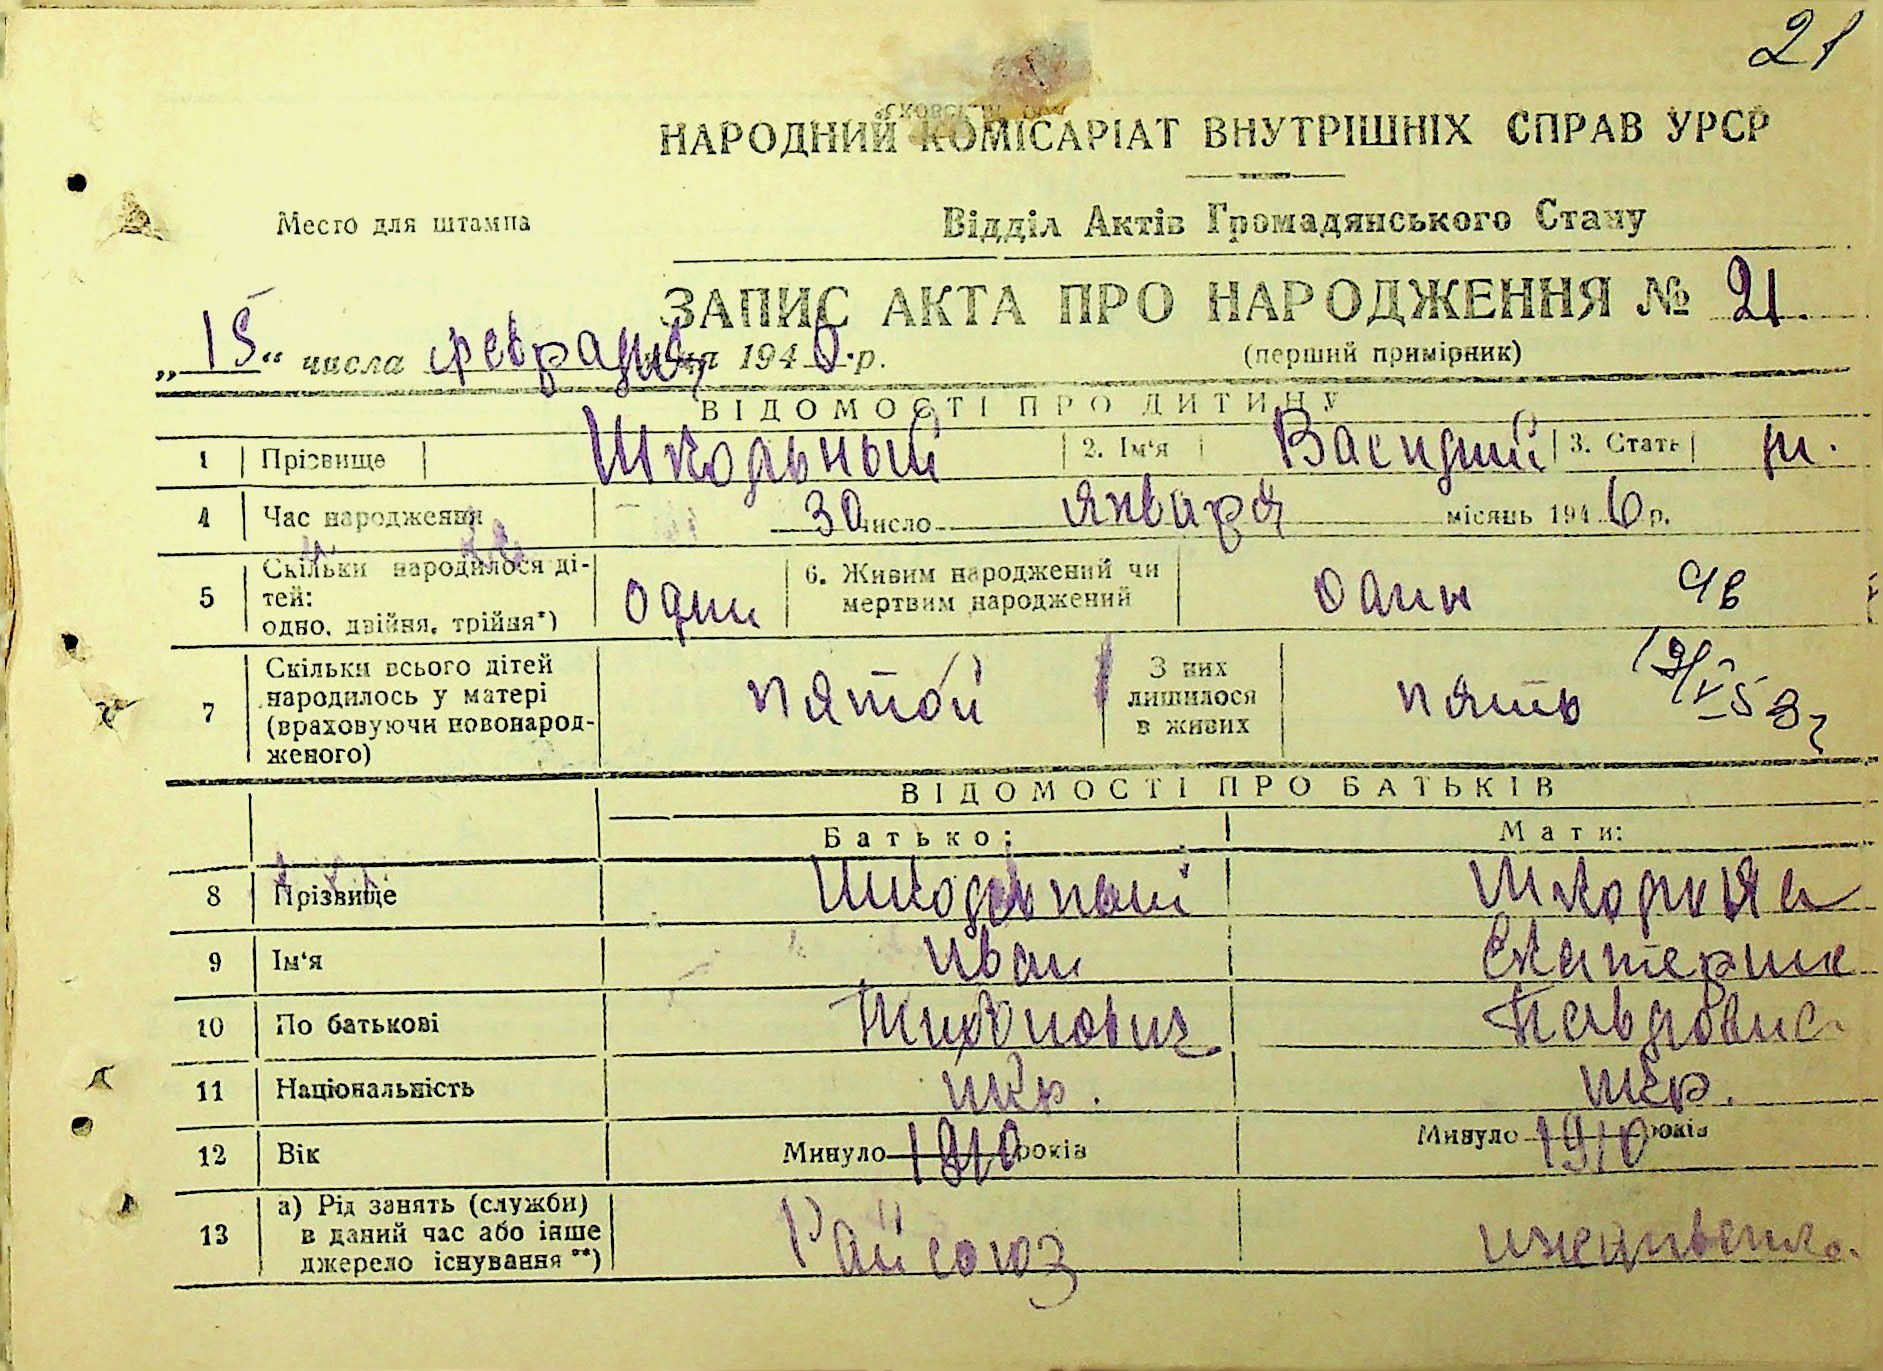 21
НАРОДНИЙ КОМІСАРІАТ ВНУТРІШНІХ СПРАВ УРСР
Место для штампа
Відділ Актів Громадянського Стану
ЗАПИС АКТА ПРО НАРОДЖЕННЯ № 21.
„15“ числа февраля 1946 р.
(перший примірник)
ВІДОМОСТІ ПРО ДИТИНУ
1 Прізвище Школьный 2. Ім‘я Василий 3. Стать м.
4 Час народження 30 число января місяць 1946 р.
5 Скільки народилося ді-
тей:
одно, двійня, трійня*) один
6. Живим народжений чи
мертвим народжений один
7 Скільки всього дітей
народилось у матері
(враховуючи новонарод-
женого) пятой
З них
лишилося
в живих пять
ВІДОМОСТІ ПРО БАТЬКІВ
Батько: Мати:
8 Прізвище Школьный
9 Ім‘я Иван Екатерина
10 По батькові Тихонович Павловна
11 Національність укр. укр.
12 Вік Минуло 1910 років Минуло 1910 років
13 а) Рід занять (служби)
в даний час або інше
джерело існування **) Райсоюз